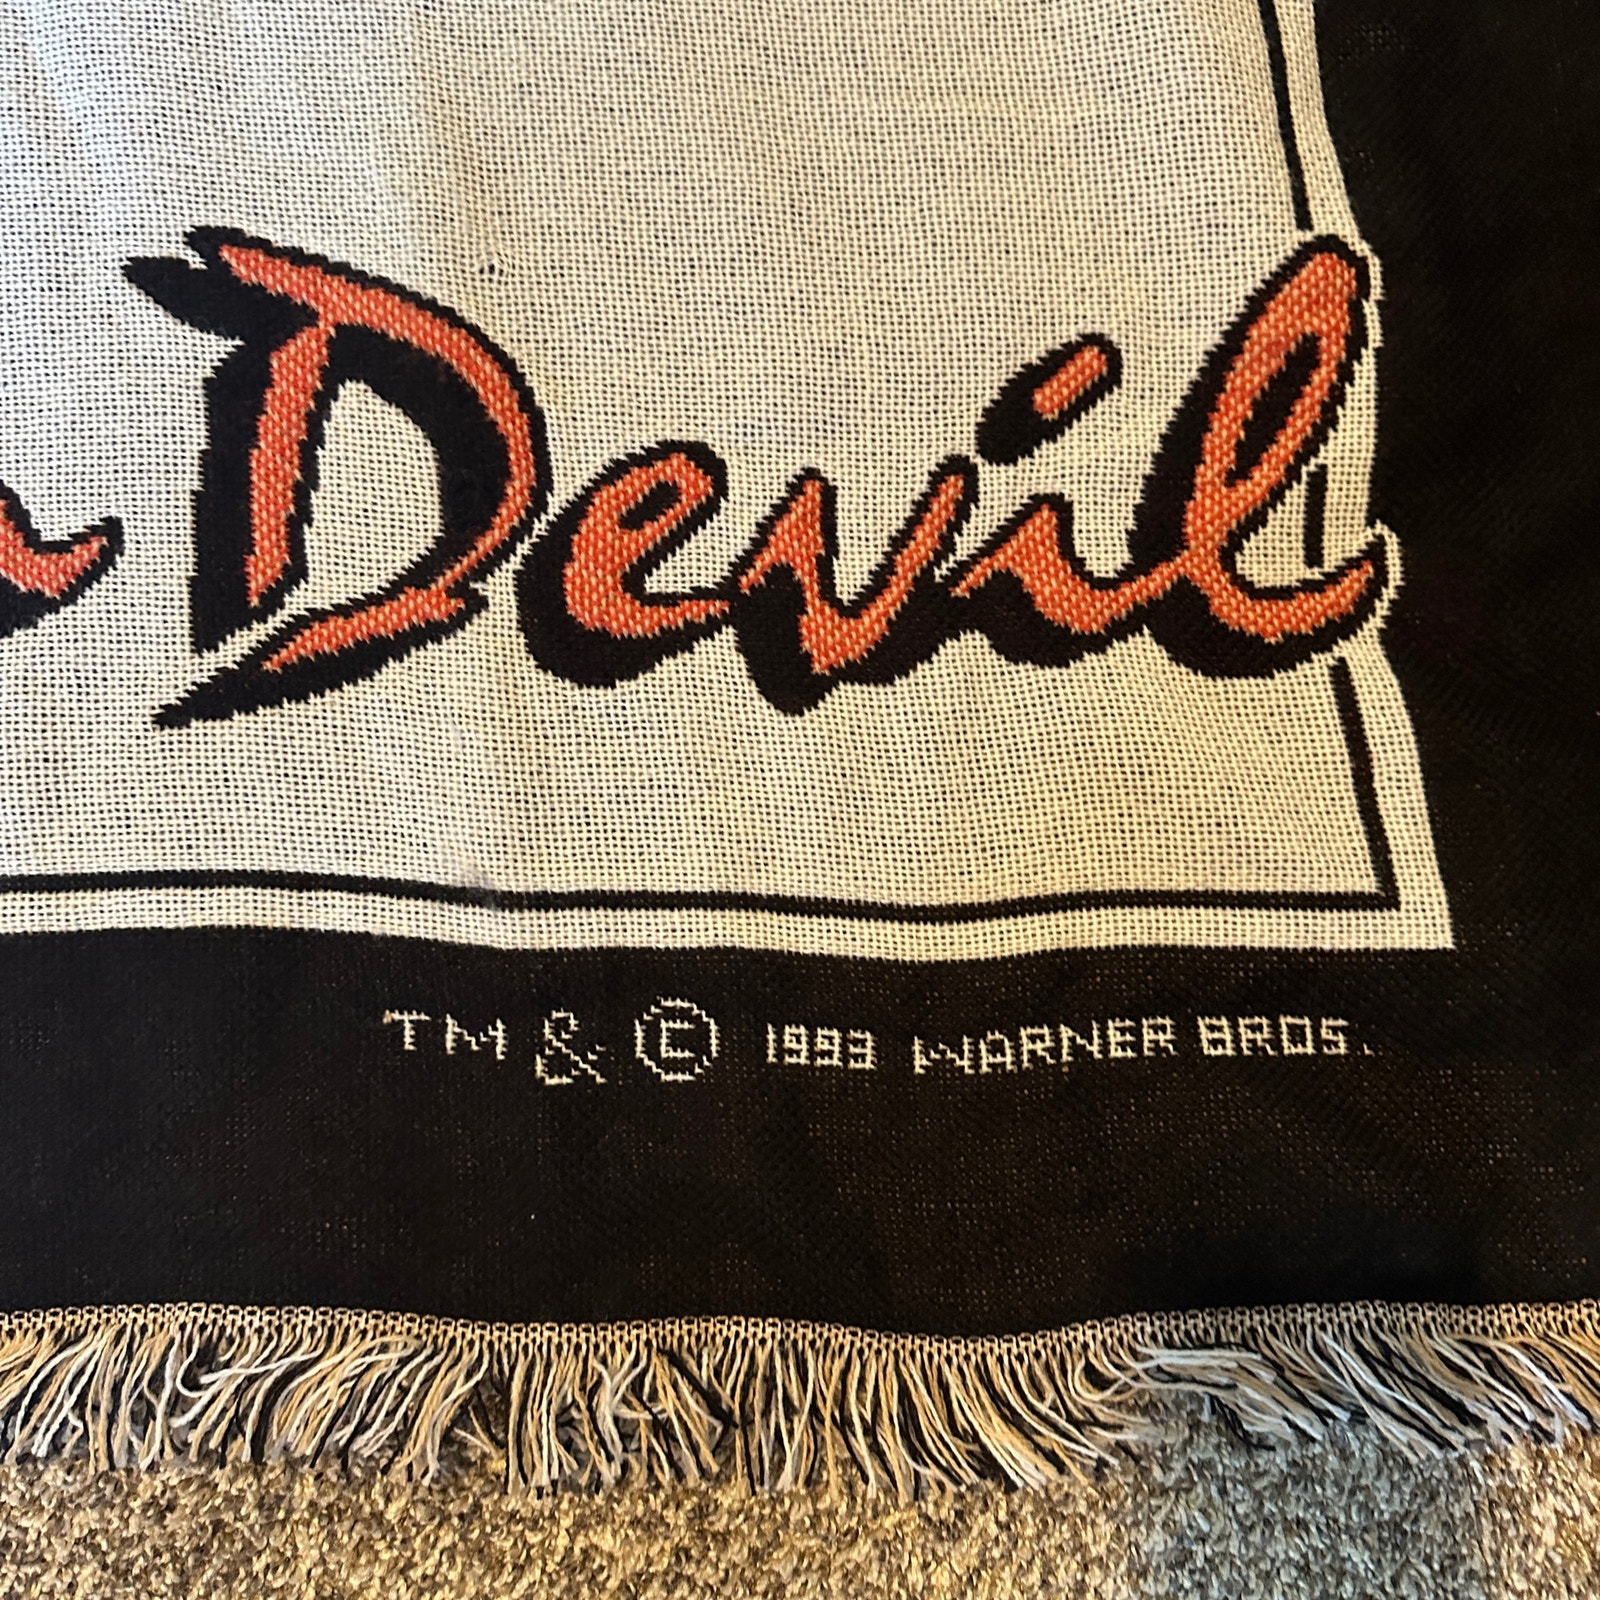 Devil
TM & © 1993 WARNER BROS.